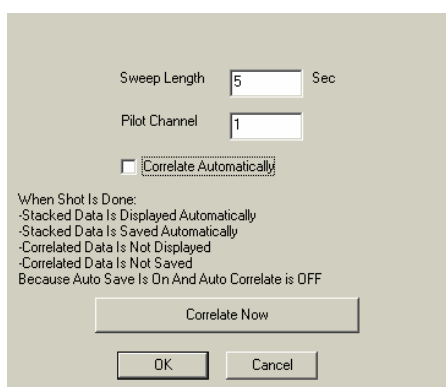 Sweep Length 5 Sec
Pilot Channel 1
Correlate Automatically
When Shot Is Done:
-Stacked Data Is Displayed Automatically
-Stacked Data Is Saved Automatically
-Correlated Data Is Not Displayed
-Correlated Data Is Not Saved
Because Auto Save Is On And Auto Correlate is OFF
Correlate Now
OK Cancel